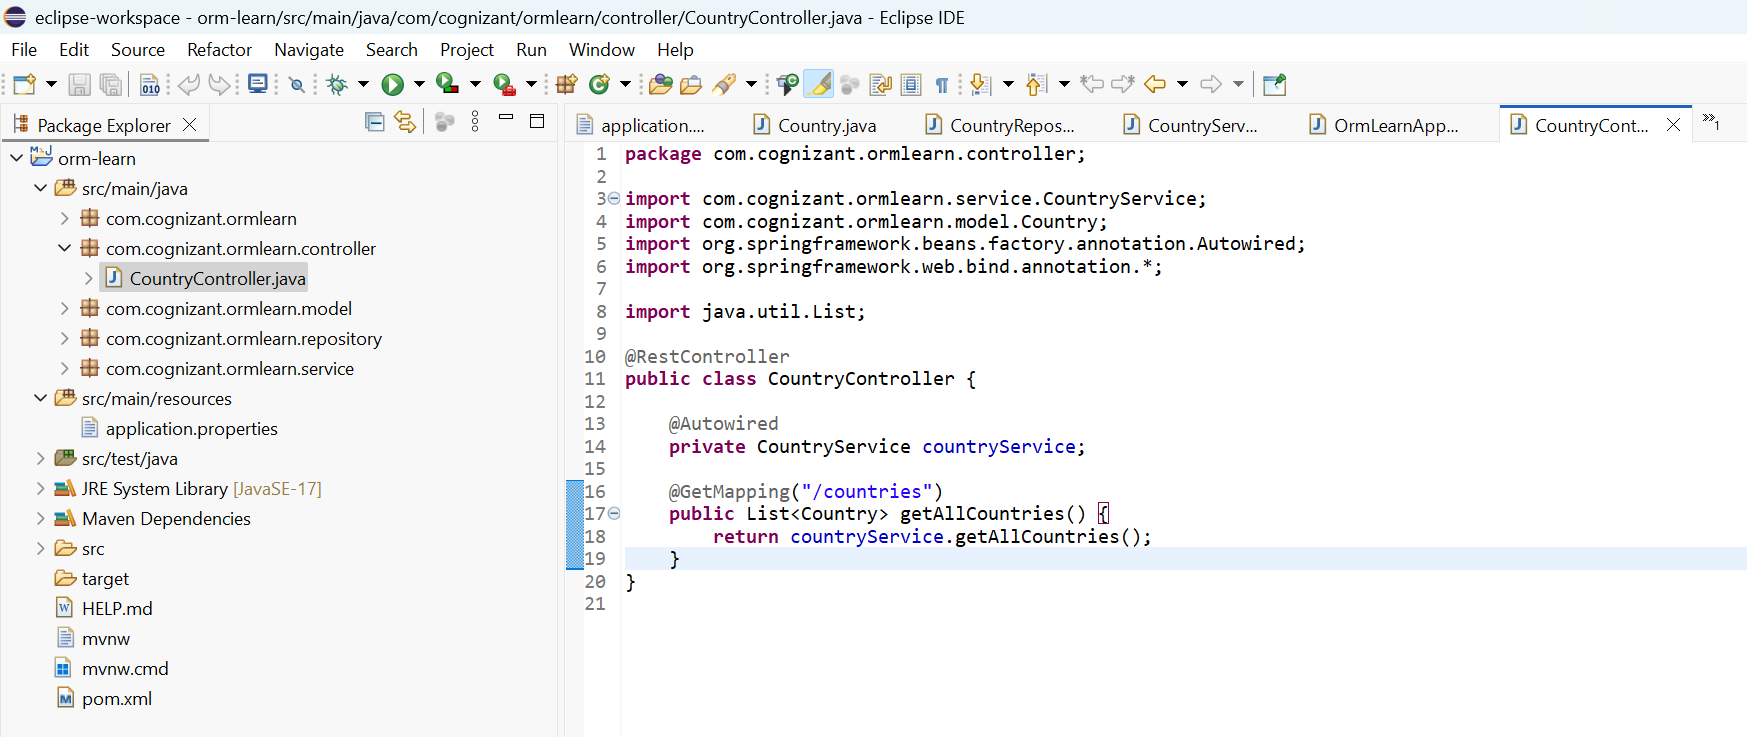 eclipse-workspace - orm-learn/src/main/java/com/cognizant/ormlearn/controller/CountryController.java - Eclipse IDE
File Edit Source Refactor Navigate Search Project Run Window Help
010
Package Explorer
application....
Country.java
CountryRepos...
CountryServ...
OrmLearnApp...
CountryCont...
»1
orm-learn
src/main/java
com.cognizant.ormlearn
com.cognizant.ormlearn.controller
CountryController.java
com.cognizant.ormlearn.model
com.cognizant.ormlearn.repository
com.cognizant.ormlearn.service
src/main/resources
application.properties
src/test/java
JRE System Library [JavaSE-17]
Maven Dependencies
src
target
HELP.md
mvnw
mvnw.cmd
pom.xml
1 package com.cognizant.ormlearn.controller;
2
3 import com.cognizant.ormlearn.service.CountryService;
4 import com.cognizant.ormlearn.model.Country;
5 import org.springframework.beans.factory.annotation.Autowired;
6 import org.springframework.web.bind.annotation.*;
7
8 import java.util.List;
9
10 @RestController
11 public class CountryController {
12
13     @Autowired
14     private CountryService countryService;
15
16     @GetMapping("/countries")
17     public List<Country> getAllCountries() {
18         return countryService.getAllCountries();
19     }
20 }
21